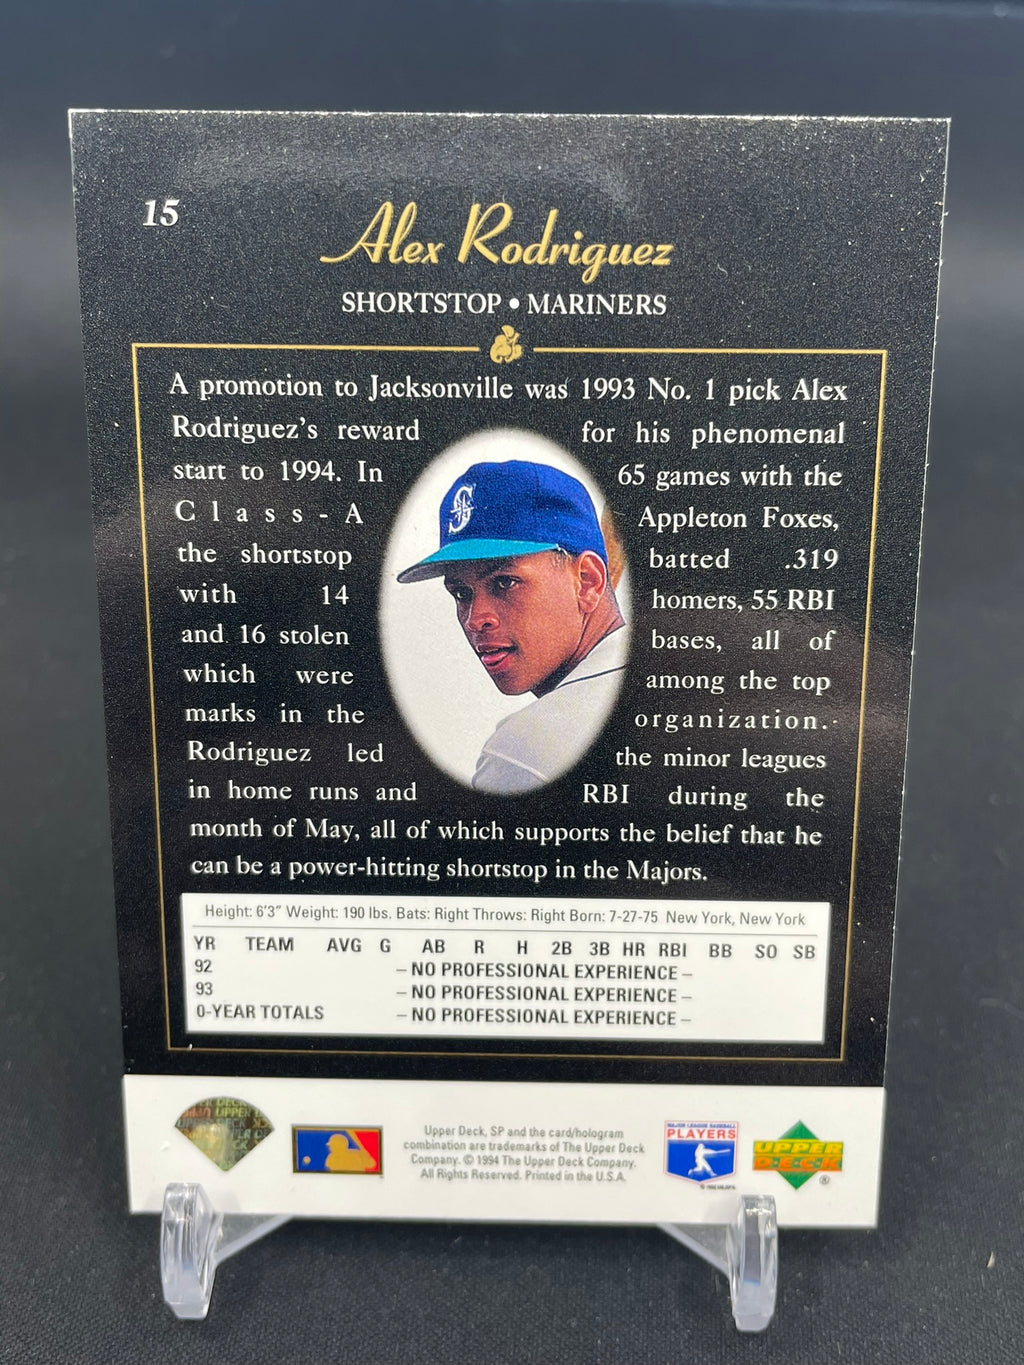 15
Alex Rodriguez
SHORTSTOP • MARINERS
A promotion to Jacksonville was 1993 No. 1 pick Alex
Rodriguez's reward for his phenomenal
start to 1994. In 65 games with the
Class-A Appleton Foxes,
the shortstop batted .319
with 14 homers, 55 RBI
and 16 stolen bases, all of
which were among the top
marks in the organization.
Rodriguez led the minor leagues
in home runs and RBI during the
month of May, all of which supports the belief that he
can be a power-hitting shortstop in the Majors.
Height: 6'3" Weight: 190 lbs. Bats: Right Throws: Right Born: 7-27-75 New York, New York
YR TEAM AVG G AB R H 2B 3B HR RBI BB SO SB
92 – NO PROFESSIONAL EXPERIENCE –
93 – NO PROFESSIONAL EXPERIENCE –
0-YEAR TOTALS – NO PROFESSIONAL EXPERIENCE –
Upper Deck, SP and the card/hologram
combination are trademarks of The Upper Deck
Company. © 1994 The Upper Deck Company.
All Rights Reserved. Printed in the U.S.A.
MAJOR LEAGUE BASEBALL
PLAYERS
UPPER
DECK
®